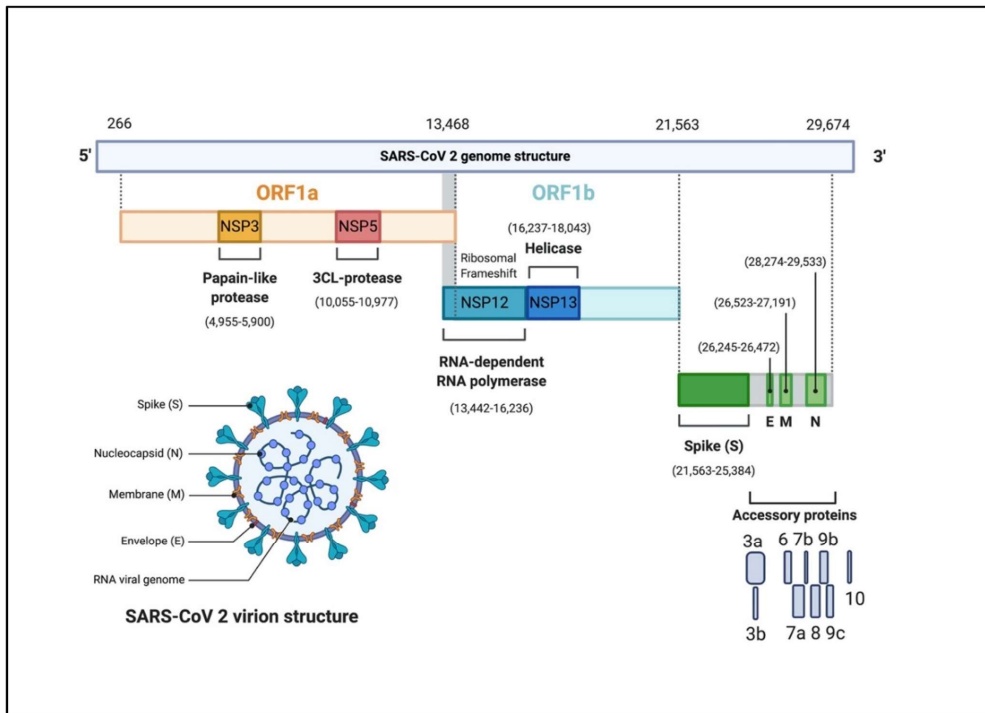 266 13,468 21,563 29,674
5' SARS-CoV 2 genome structure 3'
ORF1a ORF1b
NSP3 NSP5
(16,237-18,043)
Helicase
Ribosomal
Frameshift
Papain-like
protease
(4,955-5,900)
3CL-protease
(10,055-10,977)
NSP12 NSP13
(28,274-29,533)
(26,523-27,191)
(26,245-26,472)
RNA-dependent
RNA polymerase
(13,442-16,236)
E M N
Spike (S)
(21,563-25,384)
Accessory proteins
3a 6 7b 9b
10
3b 7a 8 9c
Spike (S)
Nucleocapsid (N)
Membrane (M)
Envelope (E)
RNA viral genome
SARS-CoV 2 virion structure